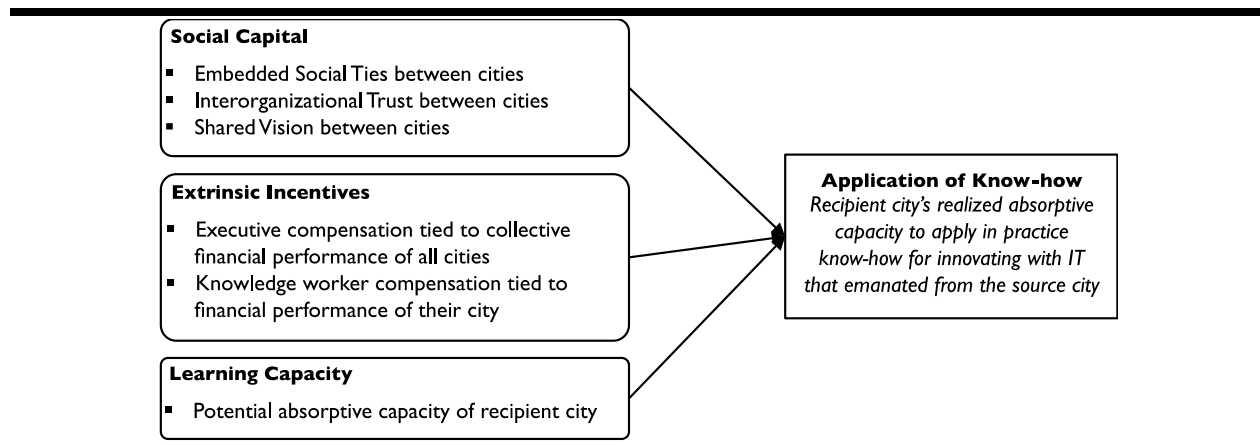 Social Capital
▪ Embedded Social Ties between cities
▪ Interorganizational Trust between cities
▪ Shared Vision between cities
Extrinsic Incentives
▪ Executive compensation tied to collective
financial performance of all cities
▪ Knowledge worker compensation tied to
financial performance of their city
Learning Capacity
▪ Potential absorptive capacity of recipient city
Application of Know-how
Recipient city's realized absorptive
capacity to apply in practice
know-how for innovating with IT
that emanated from the source city